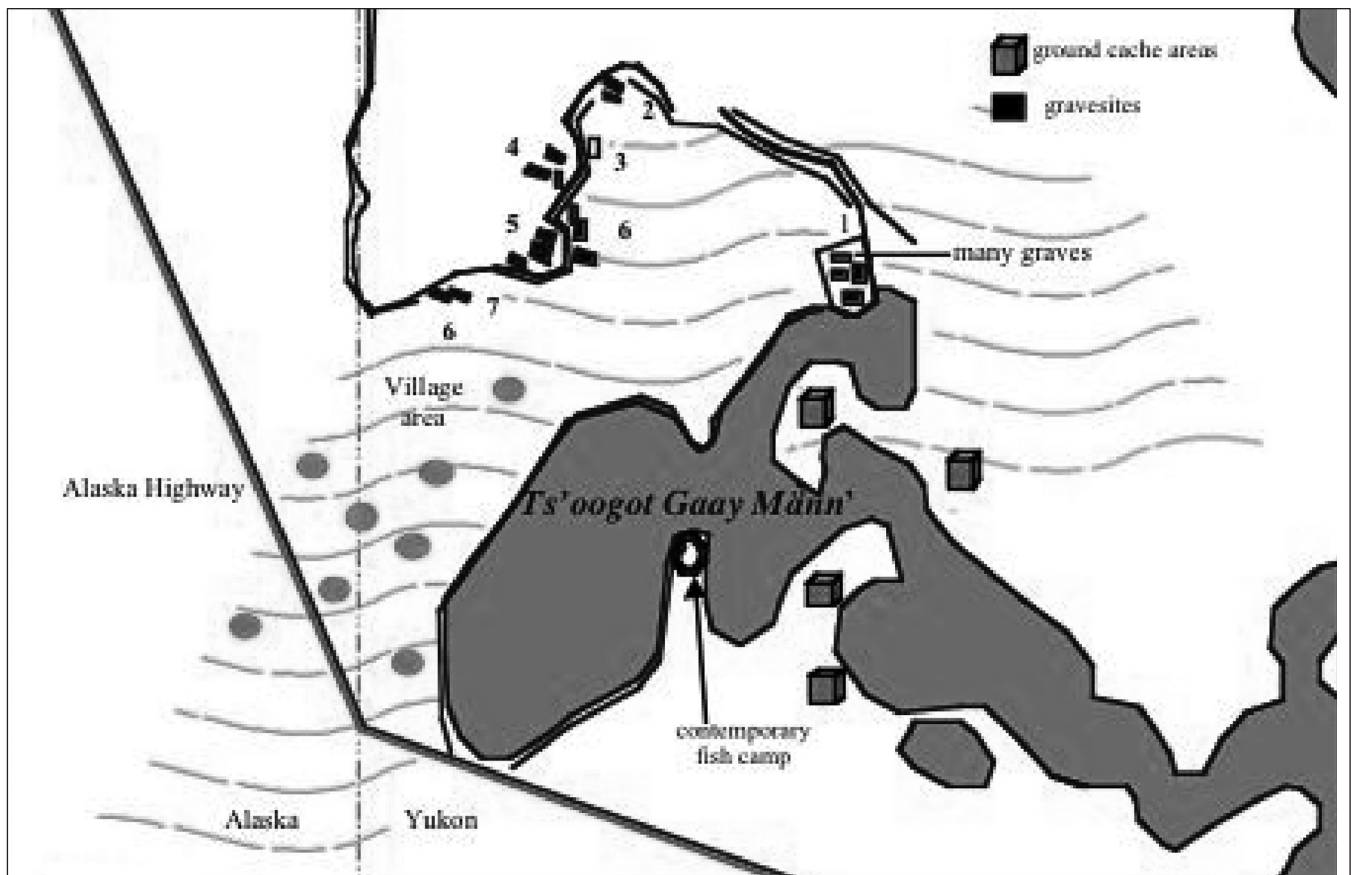 ground cache areas
gravesites
2
4
3
1
5
6
many graves
7
6
Village
area
Alaska Highway
Ts'oogot Gaay Männ'
contemporary
fish camp
Alaska
Yukon